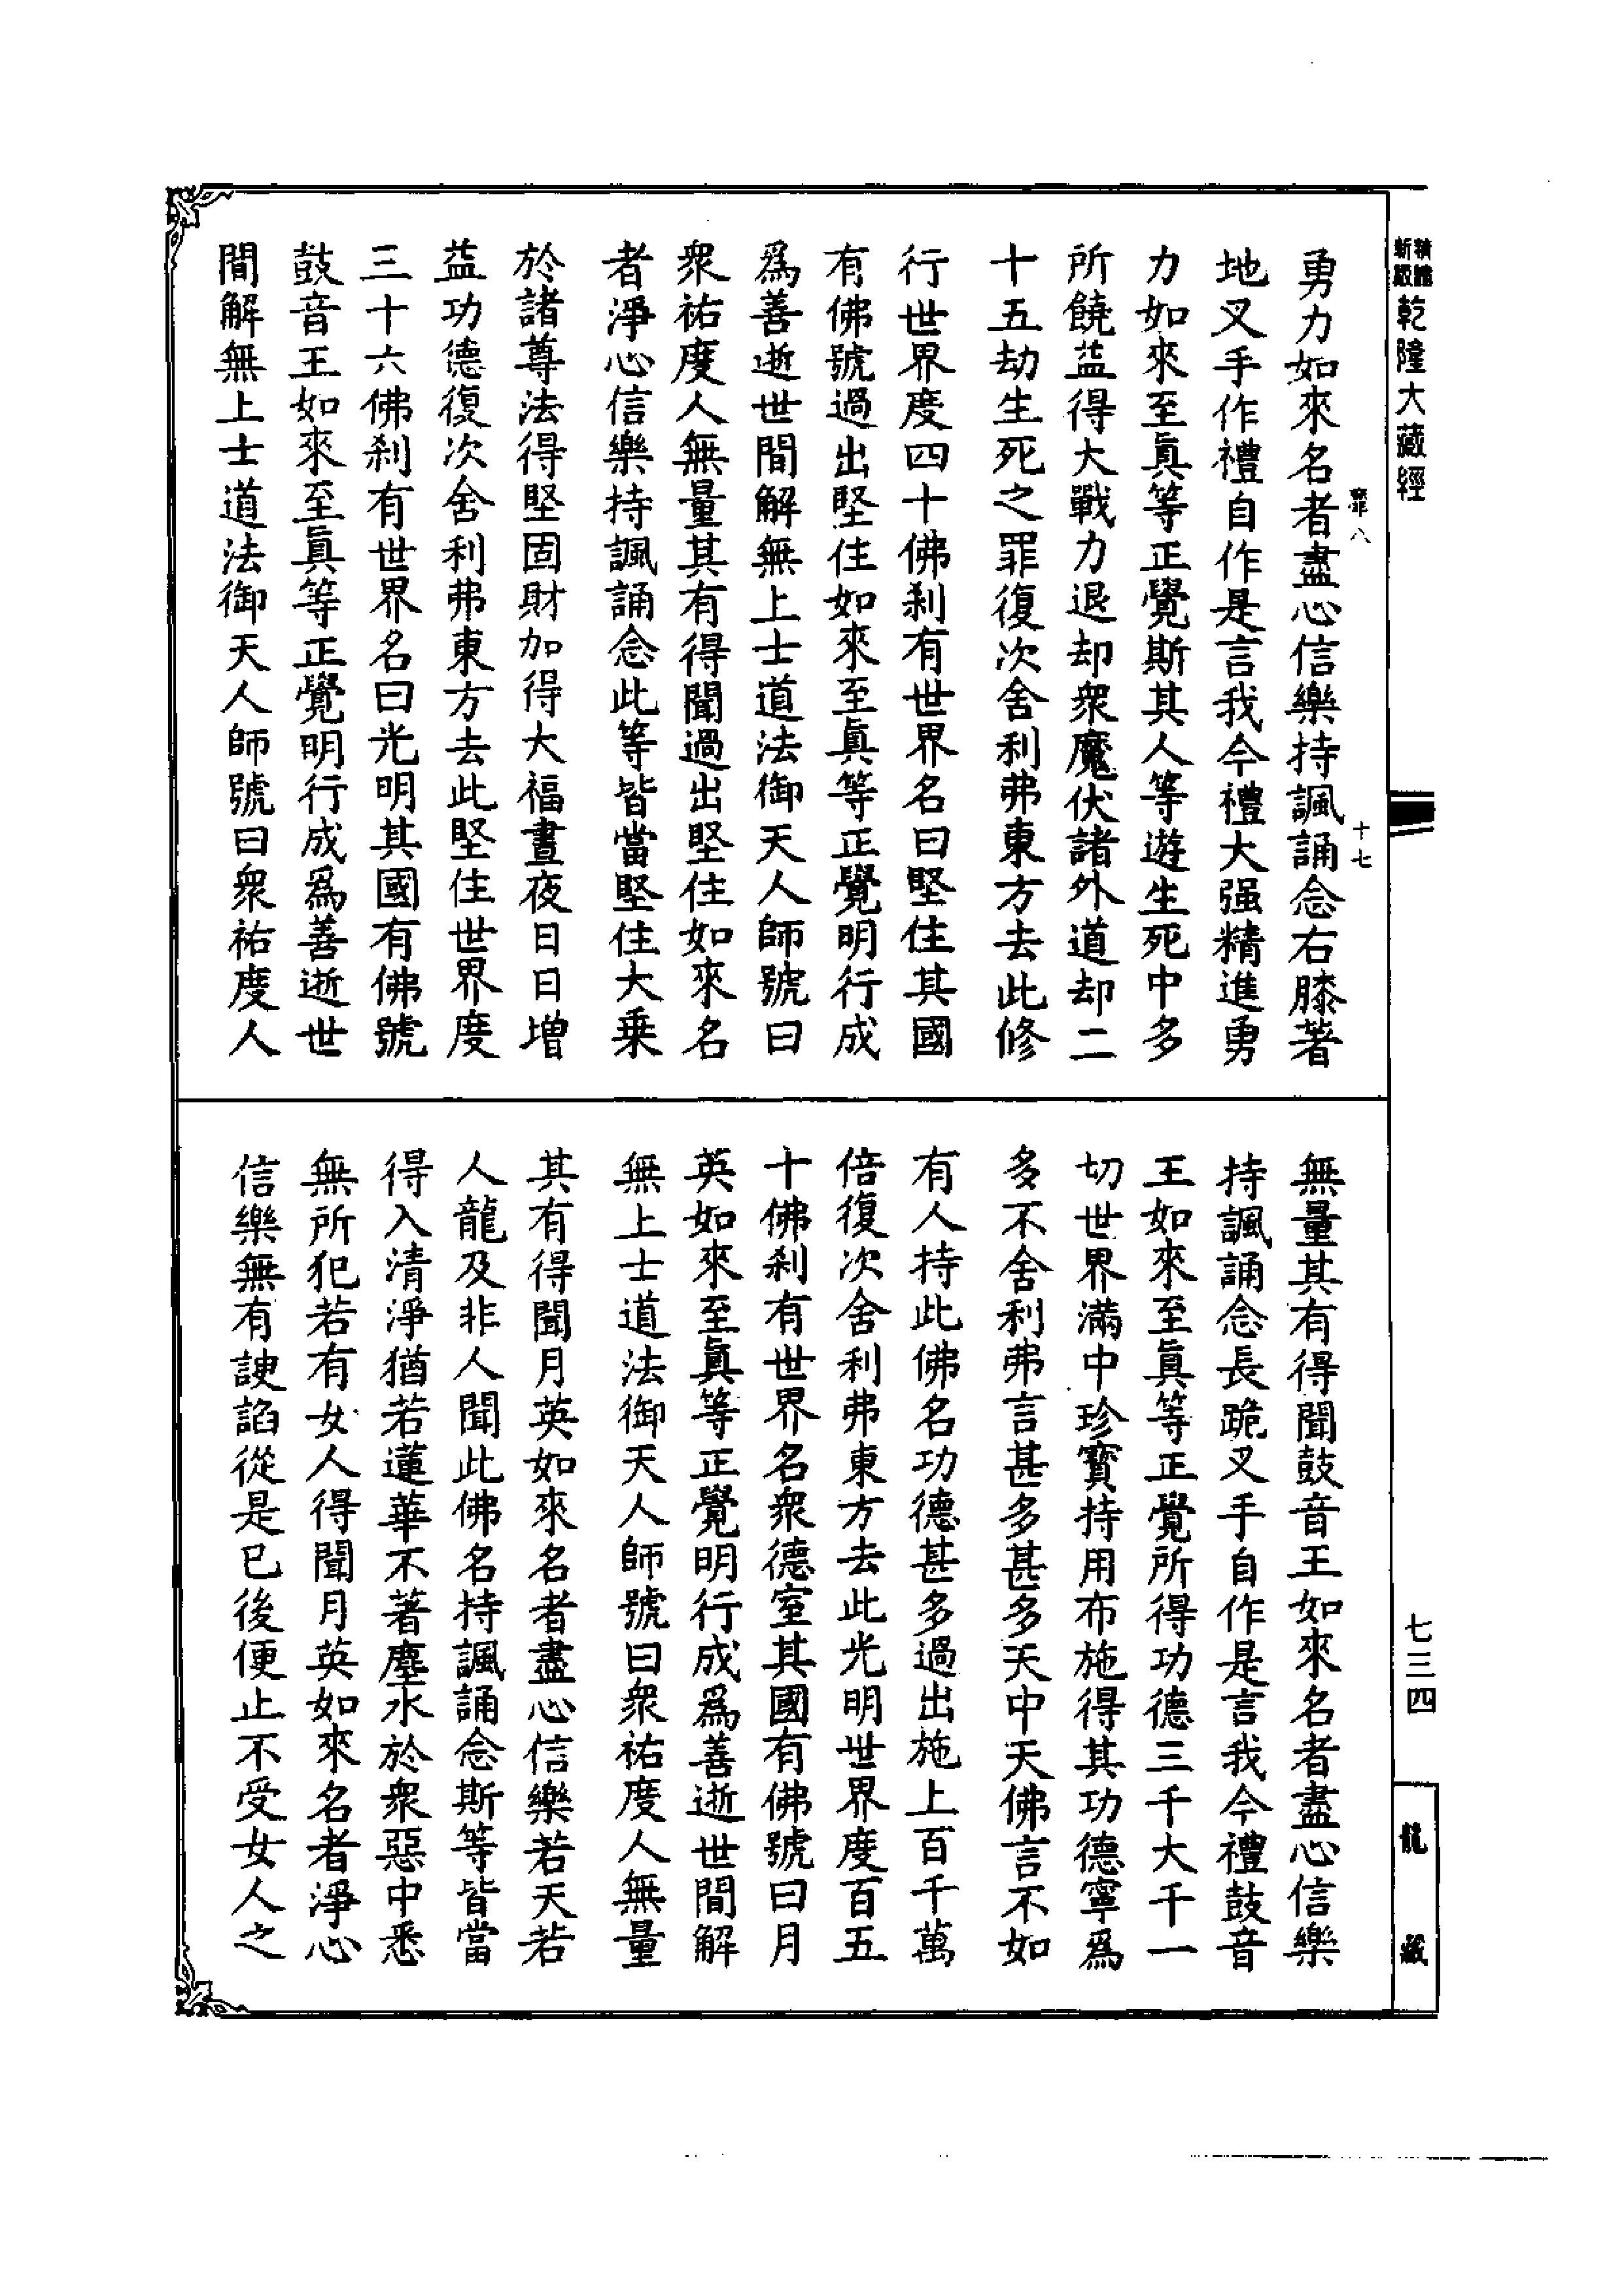 乾隆大藏經
勇力如來名者盡心信樂持諷誦念右膝著
地叉手作禮自作是言我今禮大强精進勇
力如來至眞等正覺斯其人等遊生死中多
所饒益得大戰力退却衆魔伏諸外道却二
十五劫生死之罪復次舍利弗東方去此修
行世界度四十佛刹有世界名曰堅住其國
有佛號過出堅住如來至眞等正覺明行成
爲善逝世間解無上士道法御天人師號曰
衆祐度人無量其有得聞過出堅住如來名
者淨心信樂持諷誦念此等皆當堅住大乗
於諸尊法得堅固財加得大福晝夜日日增
益功德復次舍利弗東方去此堅住世界度
三十六佛刹有世界名曰光明其國有佛號
鼓音王如來至眞等正覺明行成爲善逝世
間解無上士道法御天人師號曰衆祐度人
無量其有得聞鼓音王如來名者盡心信樂
持諷誦念長跪叉手自作是言我今禮鼓音
王如來至眞等正覺所得功德三千大千一
切世界滿中珍寳持用布施得其功德寧爲
多不舍利弗言甚多甚多天中天佛言不如
有人持此佛名功德甚多過出施上百千萬
倍復次舍利弗東方去此光明世界度百五
十佛刹有世界名衆德室其國有佛號曰月
英如來至眞等正覺明行成爲善逝世間解
無上士道法御天人師號曰衆祐度人無量
其有得聞月英如來名者盡心信樂若天若
人龍及非人聞此佛名持諷誦念斯等皆當
得入清淨猶若蓮華不著塵水於衆惡中悉
無所犯若有女人得聞月英如來名者淨心
信樂無有諛諂從是已後便止不受女人之
八
十七
七三四
龍藏